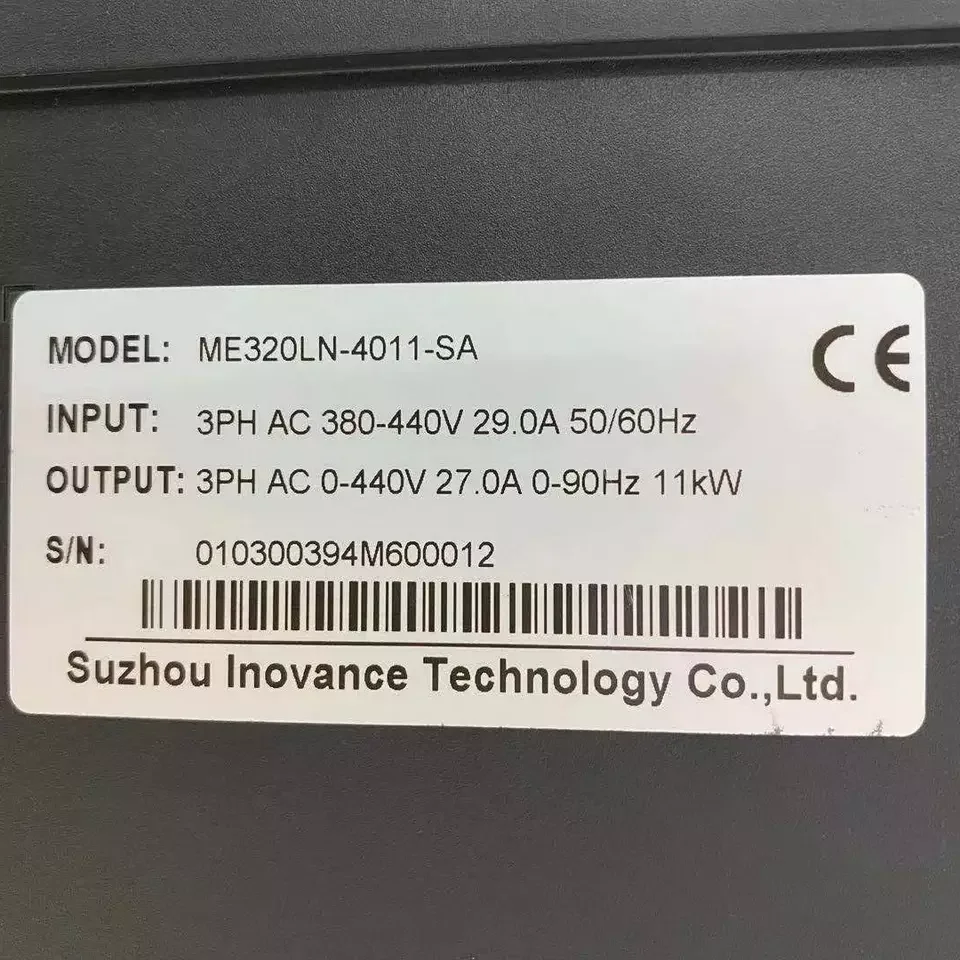 MODEL: ME320LN-4011-SA
CE
INPUT: 3PH AC 380-440V 29.0A 50/60Hz
OUTPUT: 3PH AC 0-440V 27.0A 0-90Hz 11kW
S/N: 010300394M600012
Suzhou Inovance Technology Co.,Ltd.